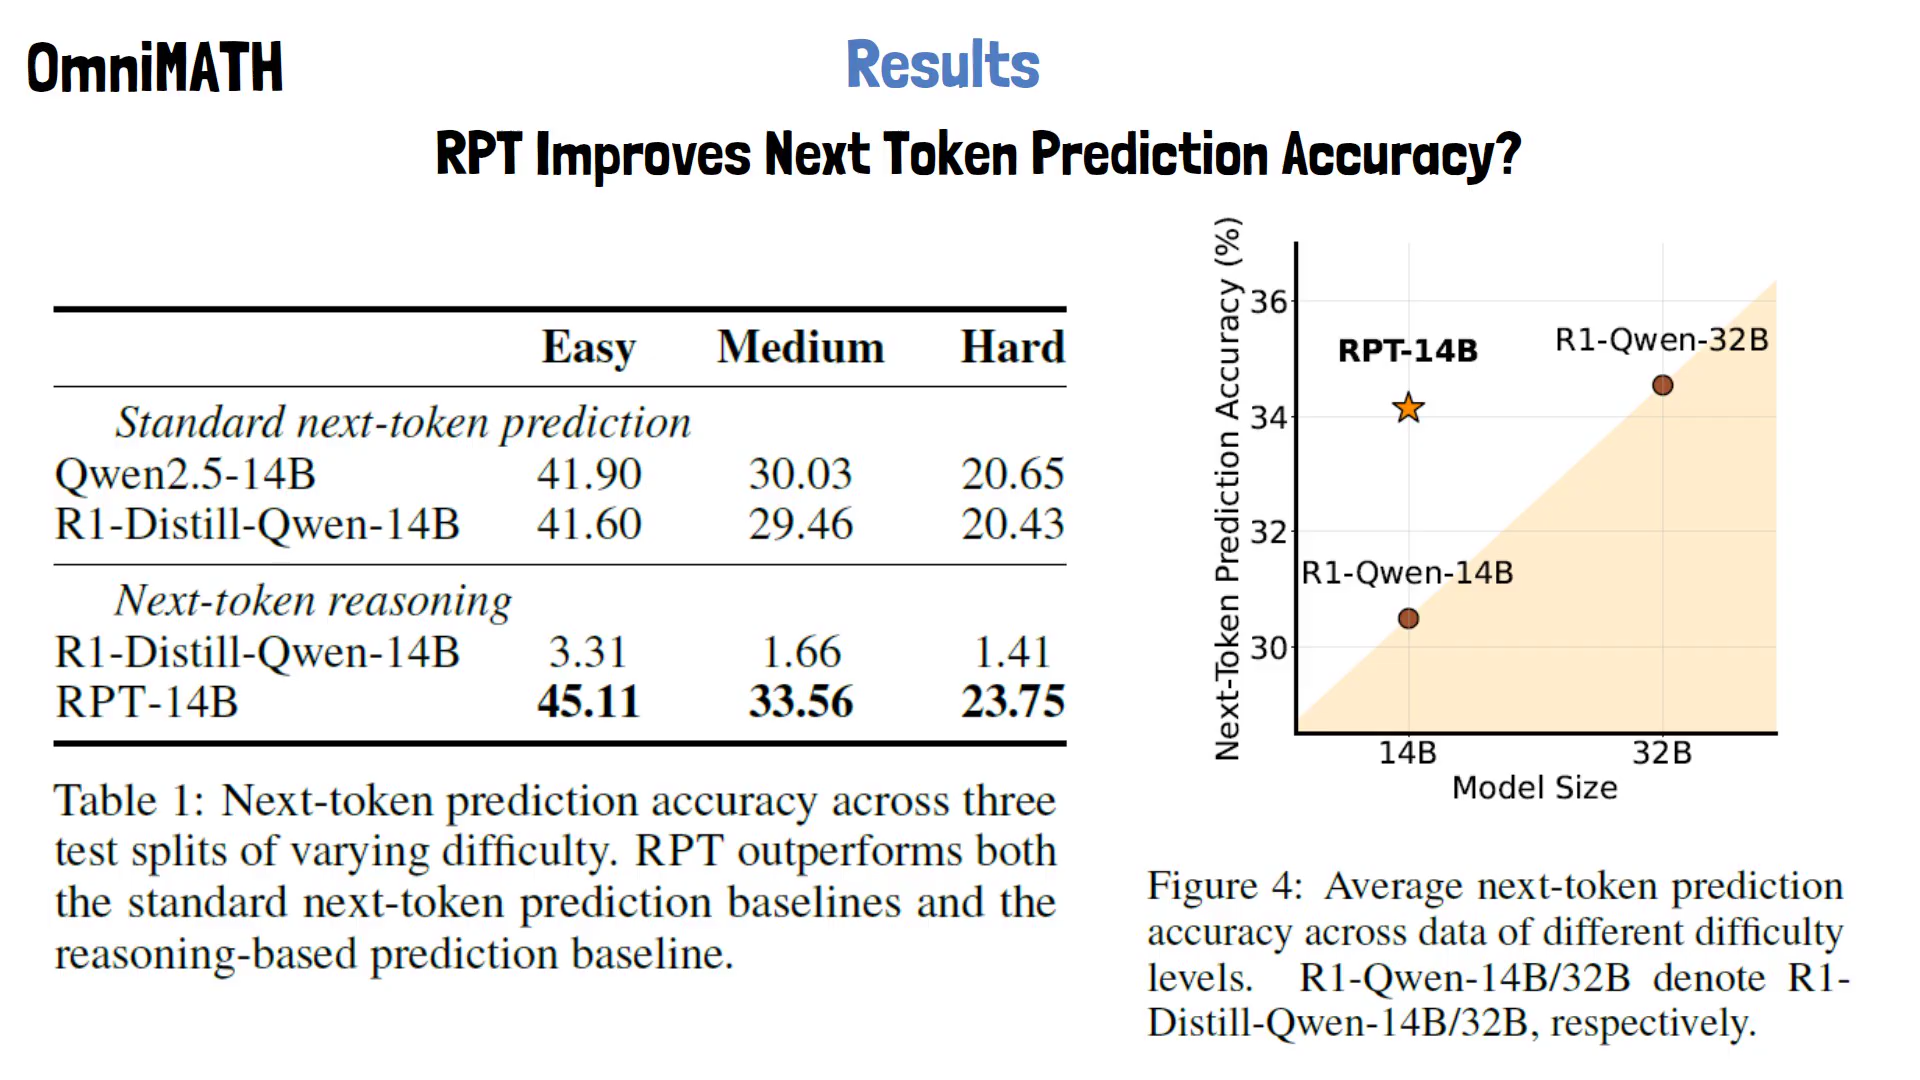 OmniMATH
Results
RPT Improves Next Token Prediction Accuracy?
Easy Medium Hard
Standard next-token prediction
Qwen2.5-14B 41.90 30.03 20.65
R1-Distill-Qwen-14B 41.60 29.46 20.43
Next-token reasoning
R1-Distill-Qwen-14B 3.31 1.66 1.41
RPT-14B 45.11 33.56 23.75
Table 1: Next-token prediction accuracy across three
test splits of varying difficulty. RPT outperforms both
the standard next-token prediction baselines and the
reasoning-based prediction baseline.
Next-Token Prediction Accuracy (%)
36
34
32
30
RPT-14B
R1-Qwen-32B
R1-Qwen-14B
14B 32B
Model Size
Figure 4: Average next-token prediction
accuracy across data of different difficulty
levels. R1-Qwen-14B/32B denote R1-
Distill-Qwen-14B/32B, respectively.